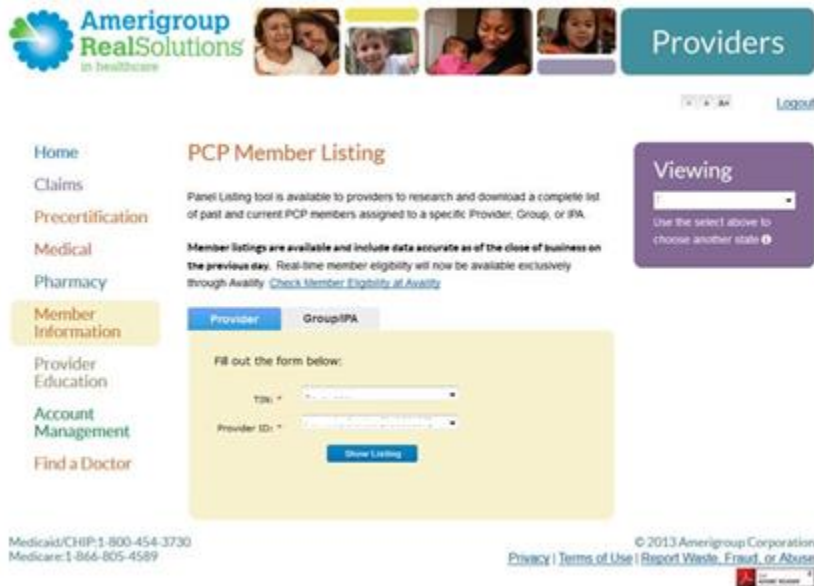 Amerigroup
RealSolutions
in healthcare
Providers
A+
Logout
Home
Claims
Precertification
Medical
Pharmacy
Member
Information
Provider
Education
Account
Management
Find a Doctor
PCP Member Listing
Panel Listing tool is available to providers to research and download a complete list
of past and current PCP members assigned to a specific Provider, Group, or IPA.
Member listings are available and include data accurate as of the close of business on
the previous day. Real-time member eligibility will now be available exclusively
through Availity. Check Member Eligibility at Availity
Provider
Group/IPA
Fill out the form below:
TIN: *
Provider ID: *
Show Listing
Viewing
Use the select above to
choose another state
Medicaid/CHIP:1-800-454-3730
Medicare:1-866-805-4589
© 2013 Amerigroup Corporation
Privacy | Terms of Use | Report Waste, Fraud, or Abuse